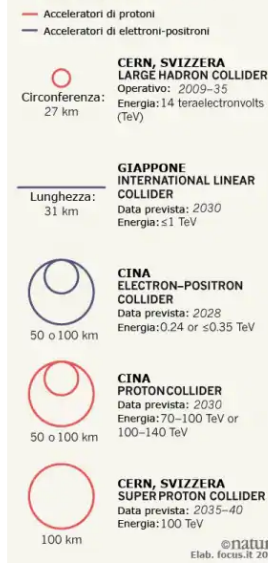 Acceleratori di protoni
Acceleratori di elettroni-positroni
CERN, SVIZZERA
LARGE HADRON COLLIDER
Operativo: 2009–35
Energia: 14 teraelectronvolts
(TeV)
Circonferenza:
27 km
GIAPPONE
INTERNATIONAL LINEAR
COLLIDER
Data prevista: 2030
Energia: ≤1 TeV
Lunghezza:
31 km
CINA
ELECTRON–POSITRON
COLLIDER
Data prevista: 2028
Energia: 0.24 or ≤0.35 TeV
50 o 100 km
CINA
PROTON COLLIDER
Data prevista: 2030
Energia: 70–100 TeV or
100–140 TeV
50 o 100 km
CERN, SVIZZERA
SUPER PROTON COLLIDER
Data prevista: 2035–40
Energia: 100 TeV
100 km
©natur
Elab. focus.it 20